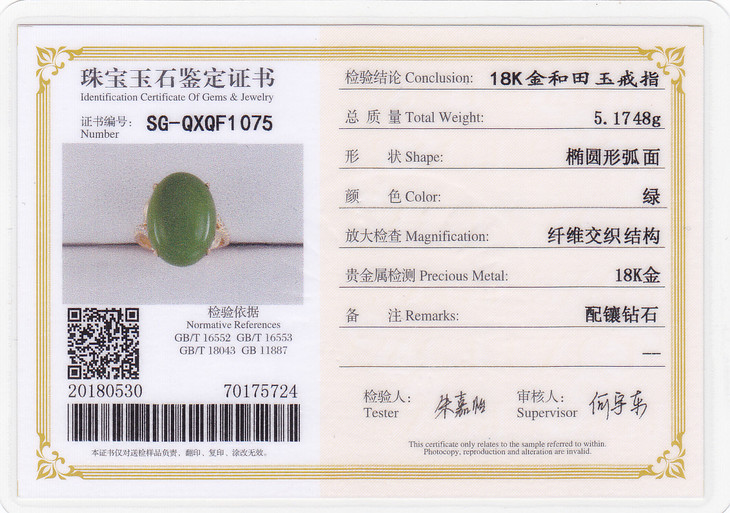 珠宝玉石鉴定证书
Identification Certificate Of Gems & Jewelry
证书编号:
Number
SG-QXQF1075
检验依据
Normative References
GB/T 16552 GB/T 16553
GB/T 18043 GB 11887
20180530 70175724
本证书仅对送检样品负责，翻印，复印，涂改无效。
检验结论 Conclusion: 18K金和田玉戒指
总质量 Total Weight: 5.1748g
形状 Shape: 椭圆形弧面
颜色 Color: 绿
放大检查 Magnification: 纤维交织结构
贵金属检测 Precious Metal: 18K金
备注 Remarks: 配镶钻石
——
检验人:
Tester
审核人:
Supervisor
This certificate only relates to the sample referred to within.
Photocopy, reproduction and alteration are invalid.